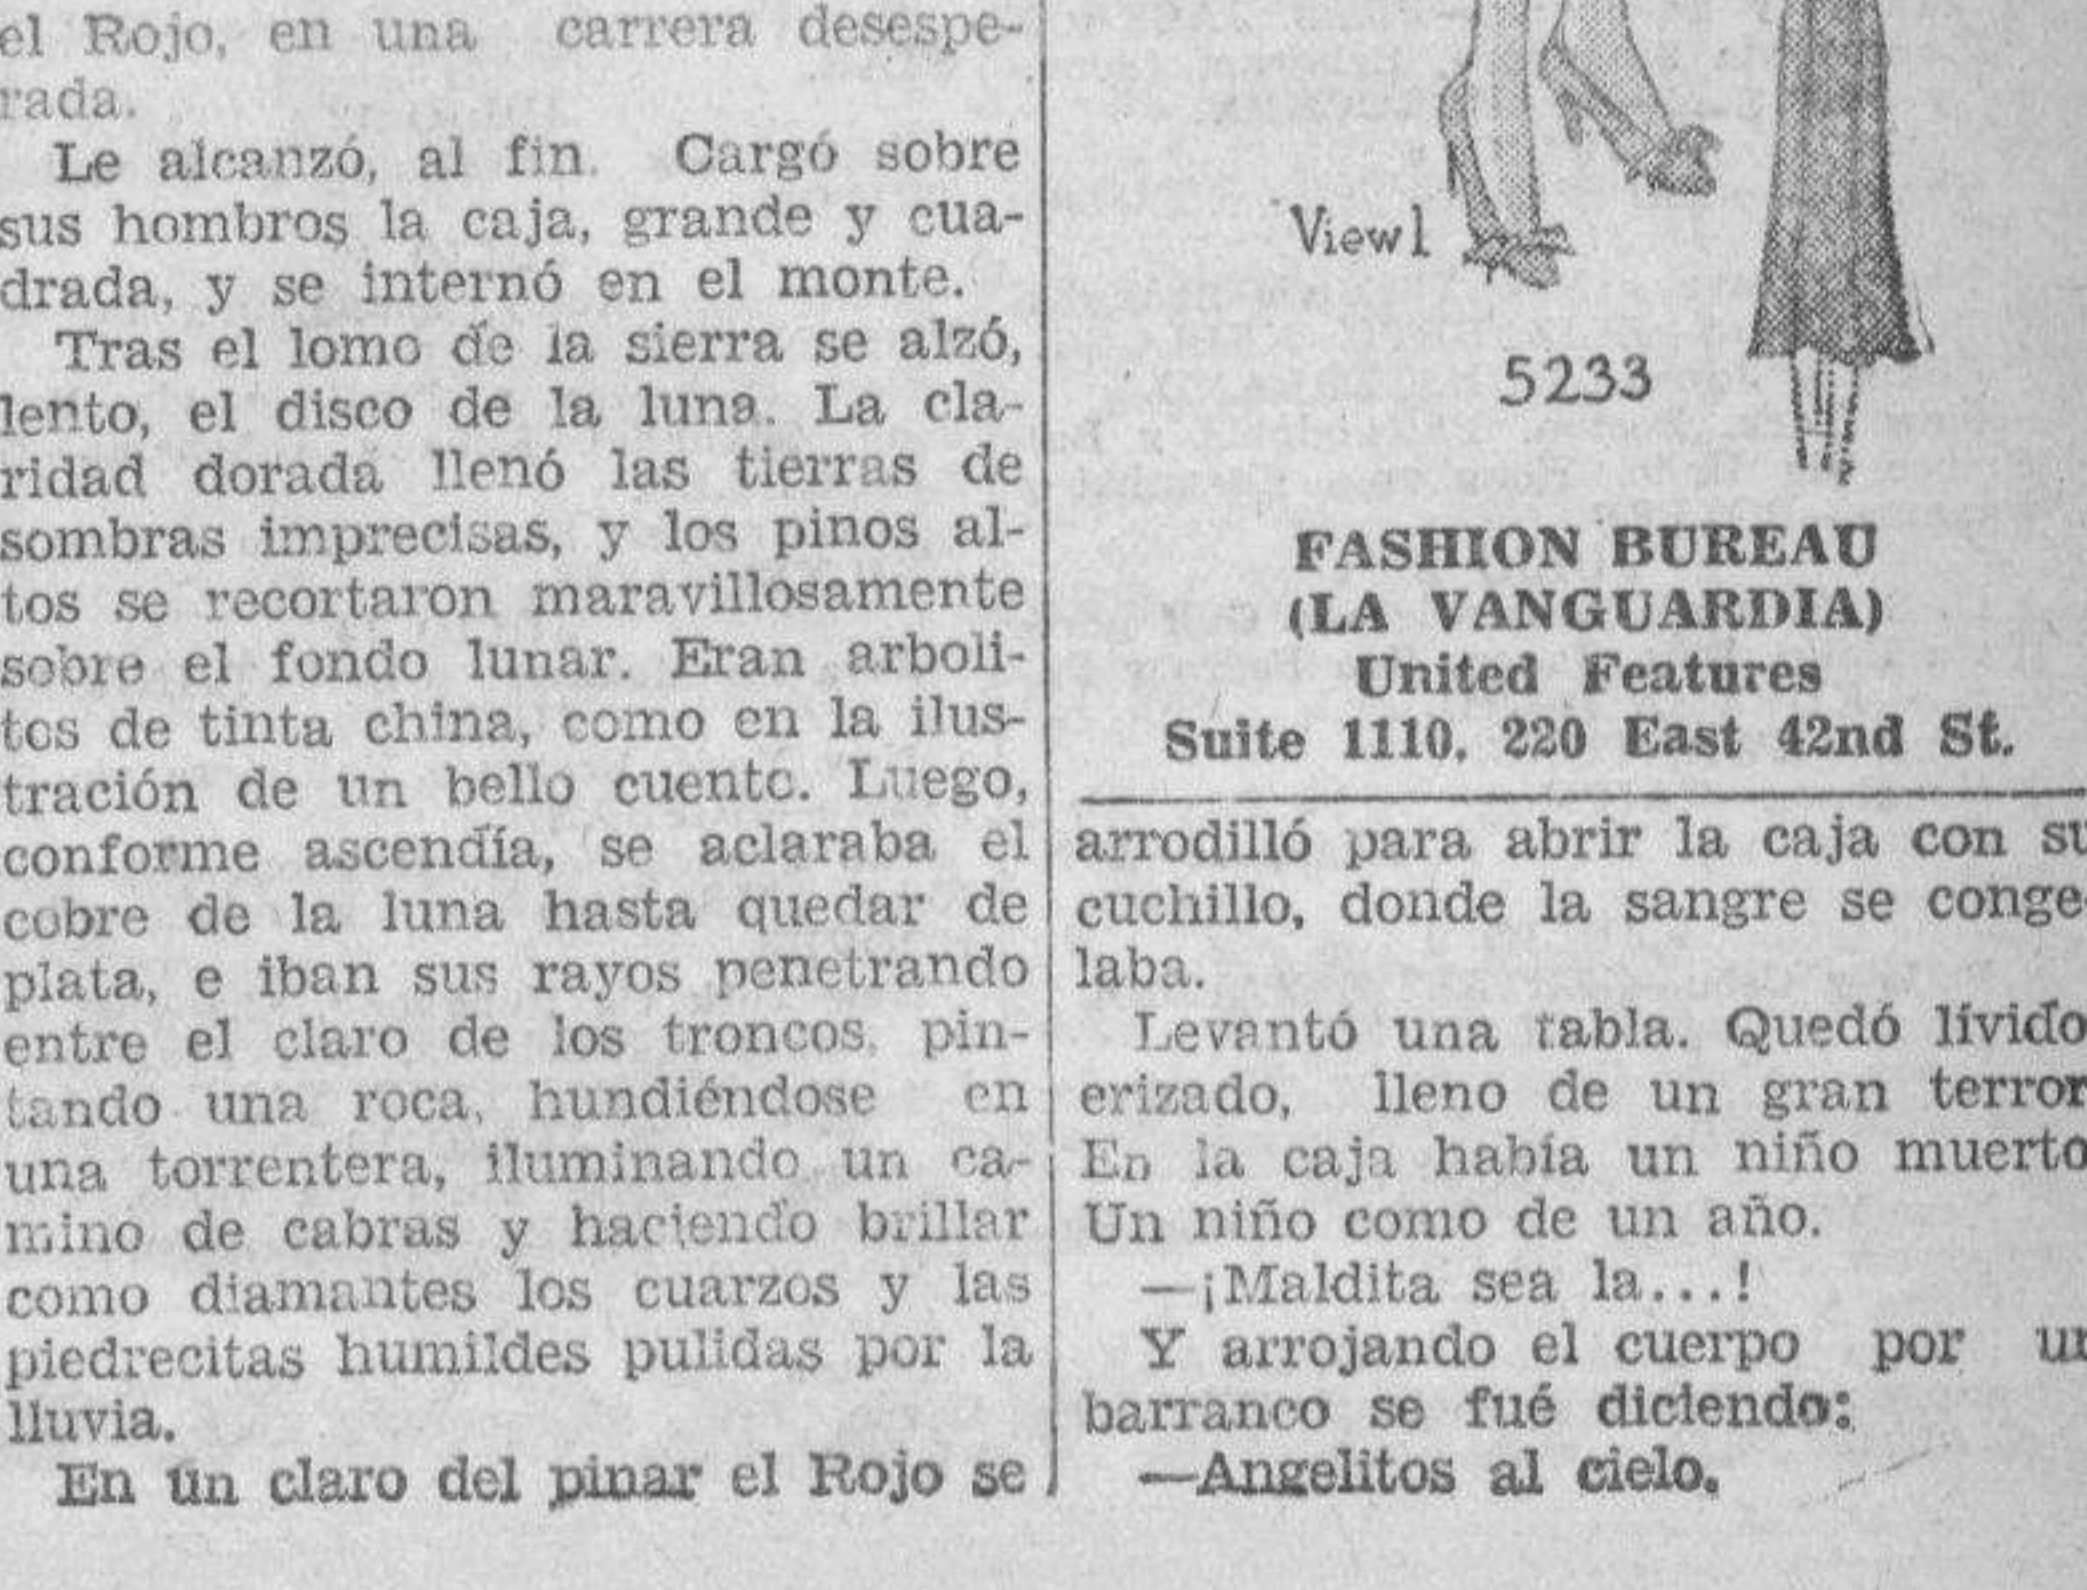 el Rojo, en una carrera desespe-
rada.
Le alcanzó, al fin. Cargó sobre
sus hombros la caja, grande y cua-
drada, y se internó en el monte.
Tras el lomo de la sierra se alzó,
lento, el disco de la luna. La cla-
ridad dorada llenó las tierras de
sombras imprecisas, y los pinos al-
tos se recortaron maravillosamente
sobre el fondo lunar. Eran arboli-
tos de tinta china, como en la ilus-
tración de un bello cuento. Luego,
conforme ascendía, se aclaraba el
cobre de la luna hasta quedar de
plata, e iban sus rayos penetrando
entre el claro de los troncos, pin-
tando una roca, hundiéndose en
una torrentera, iluminando un ca-
mino de cabras y haciendo brillar
como diamantes los cuarzos y las
piedrecitas humildes pulidas por la
lluvia.
En un claro del pinar el Rojo se
View 1
5233
FASHION BUREAU
(LA VANGUARDIA)
United Features
Suite 1110, 220 East 42nd St.
arrodilló para abrir la caja con su
cuchillo, donde la sangre se conge-
laba.
Levantó una tabla. Quedó lívido
erizado, lleno de un gran terror
En la caja había un niño muerto
Un niño como de un año.
—¡Maldita sea la...!
Y arrojando el cuerpo por un
barranco se fué diciendo:
—Angelitos al cielo.